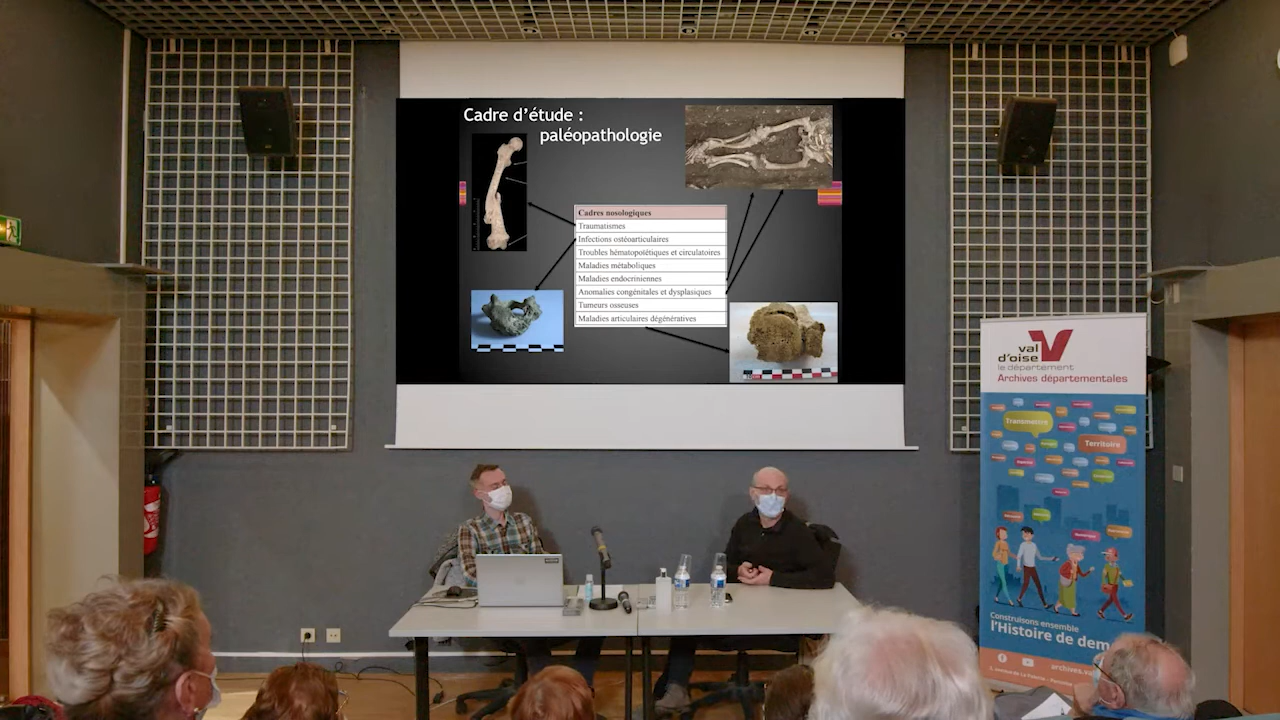 Cadre d'étude :
paléopathologie
Cadres nosologiques
Traumatismes
Infections ostéoarticulaires
Troubles hématopoïétiques et circulatoires
Maladies métaboliques
Maladies endocriniennes
Anomalies congénitales et dysplasiques
Tumeurs osseuses
Maladies articulaires dégénératives
val
d'oise
le département
Archives départementales
Transmettre
Territoire
Construisons ensemble
l'Histoire de dem
archives.va